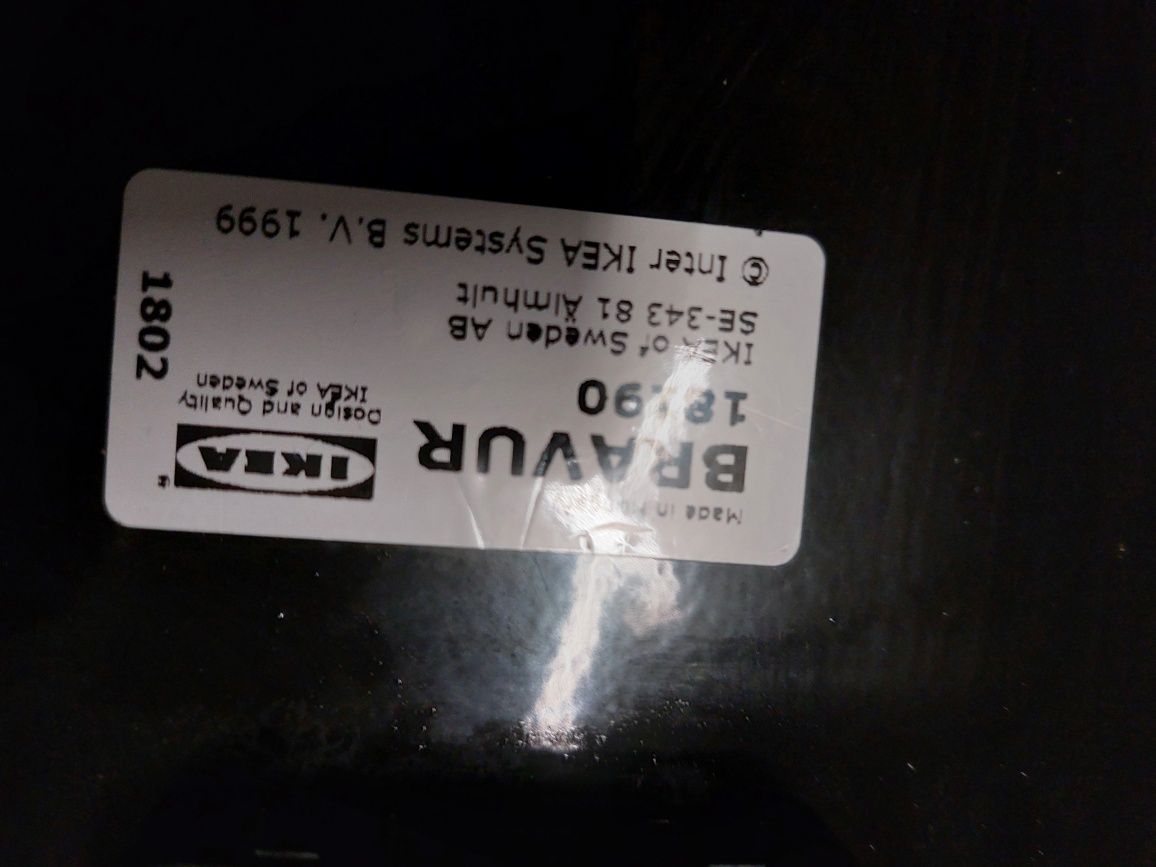 Made in
BRAVUR
IKEA of Sweden AB
SE-343 81 Älmhult
© Inter IKEA Systems B.V. 1999
IKEA
®
Design and Quality
IKEA of Sweden
1802